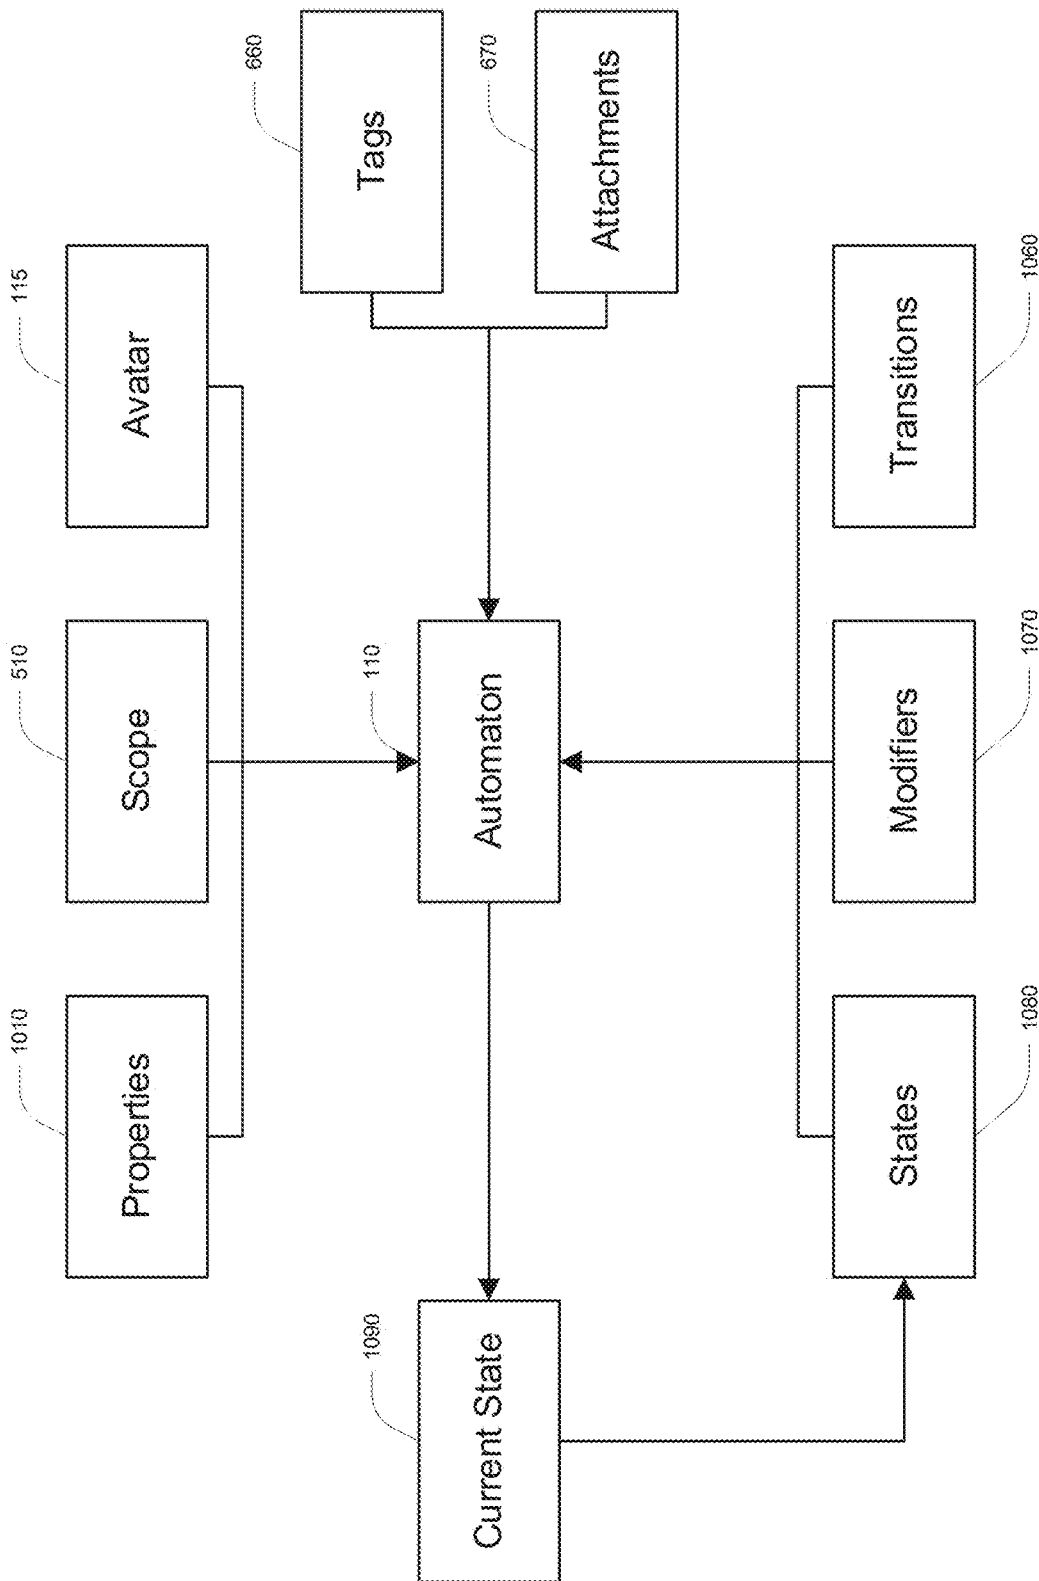 1010
510
115
Properties
Scope
Avatar
660
Tags
1090
110
Current State
Automaton
670
Attachments
States
Modifiers
Transitions
1080
1070
1060